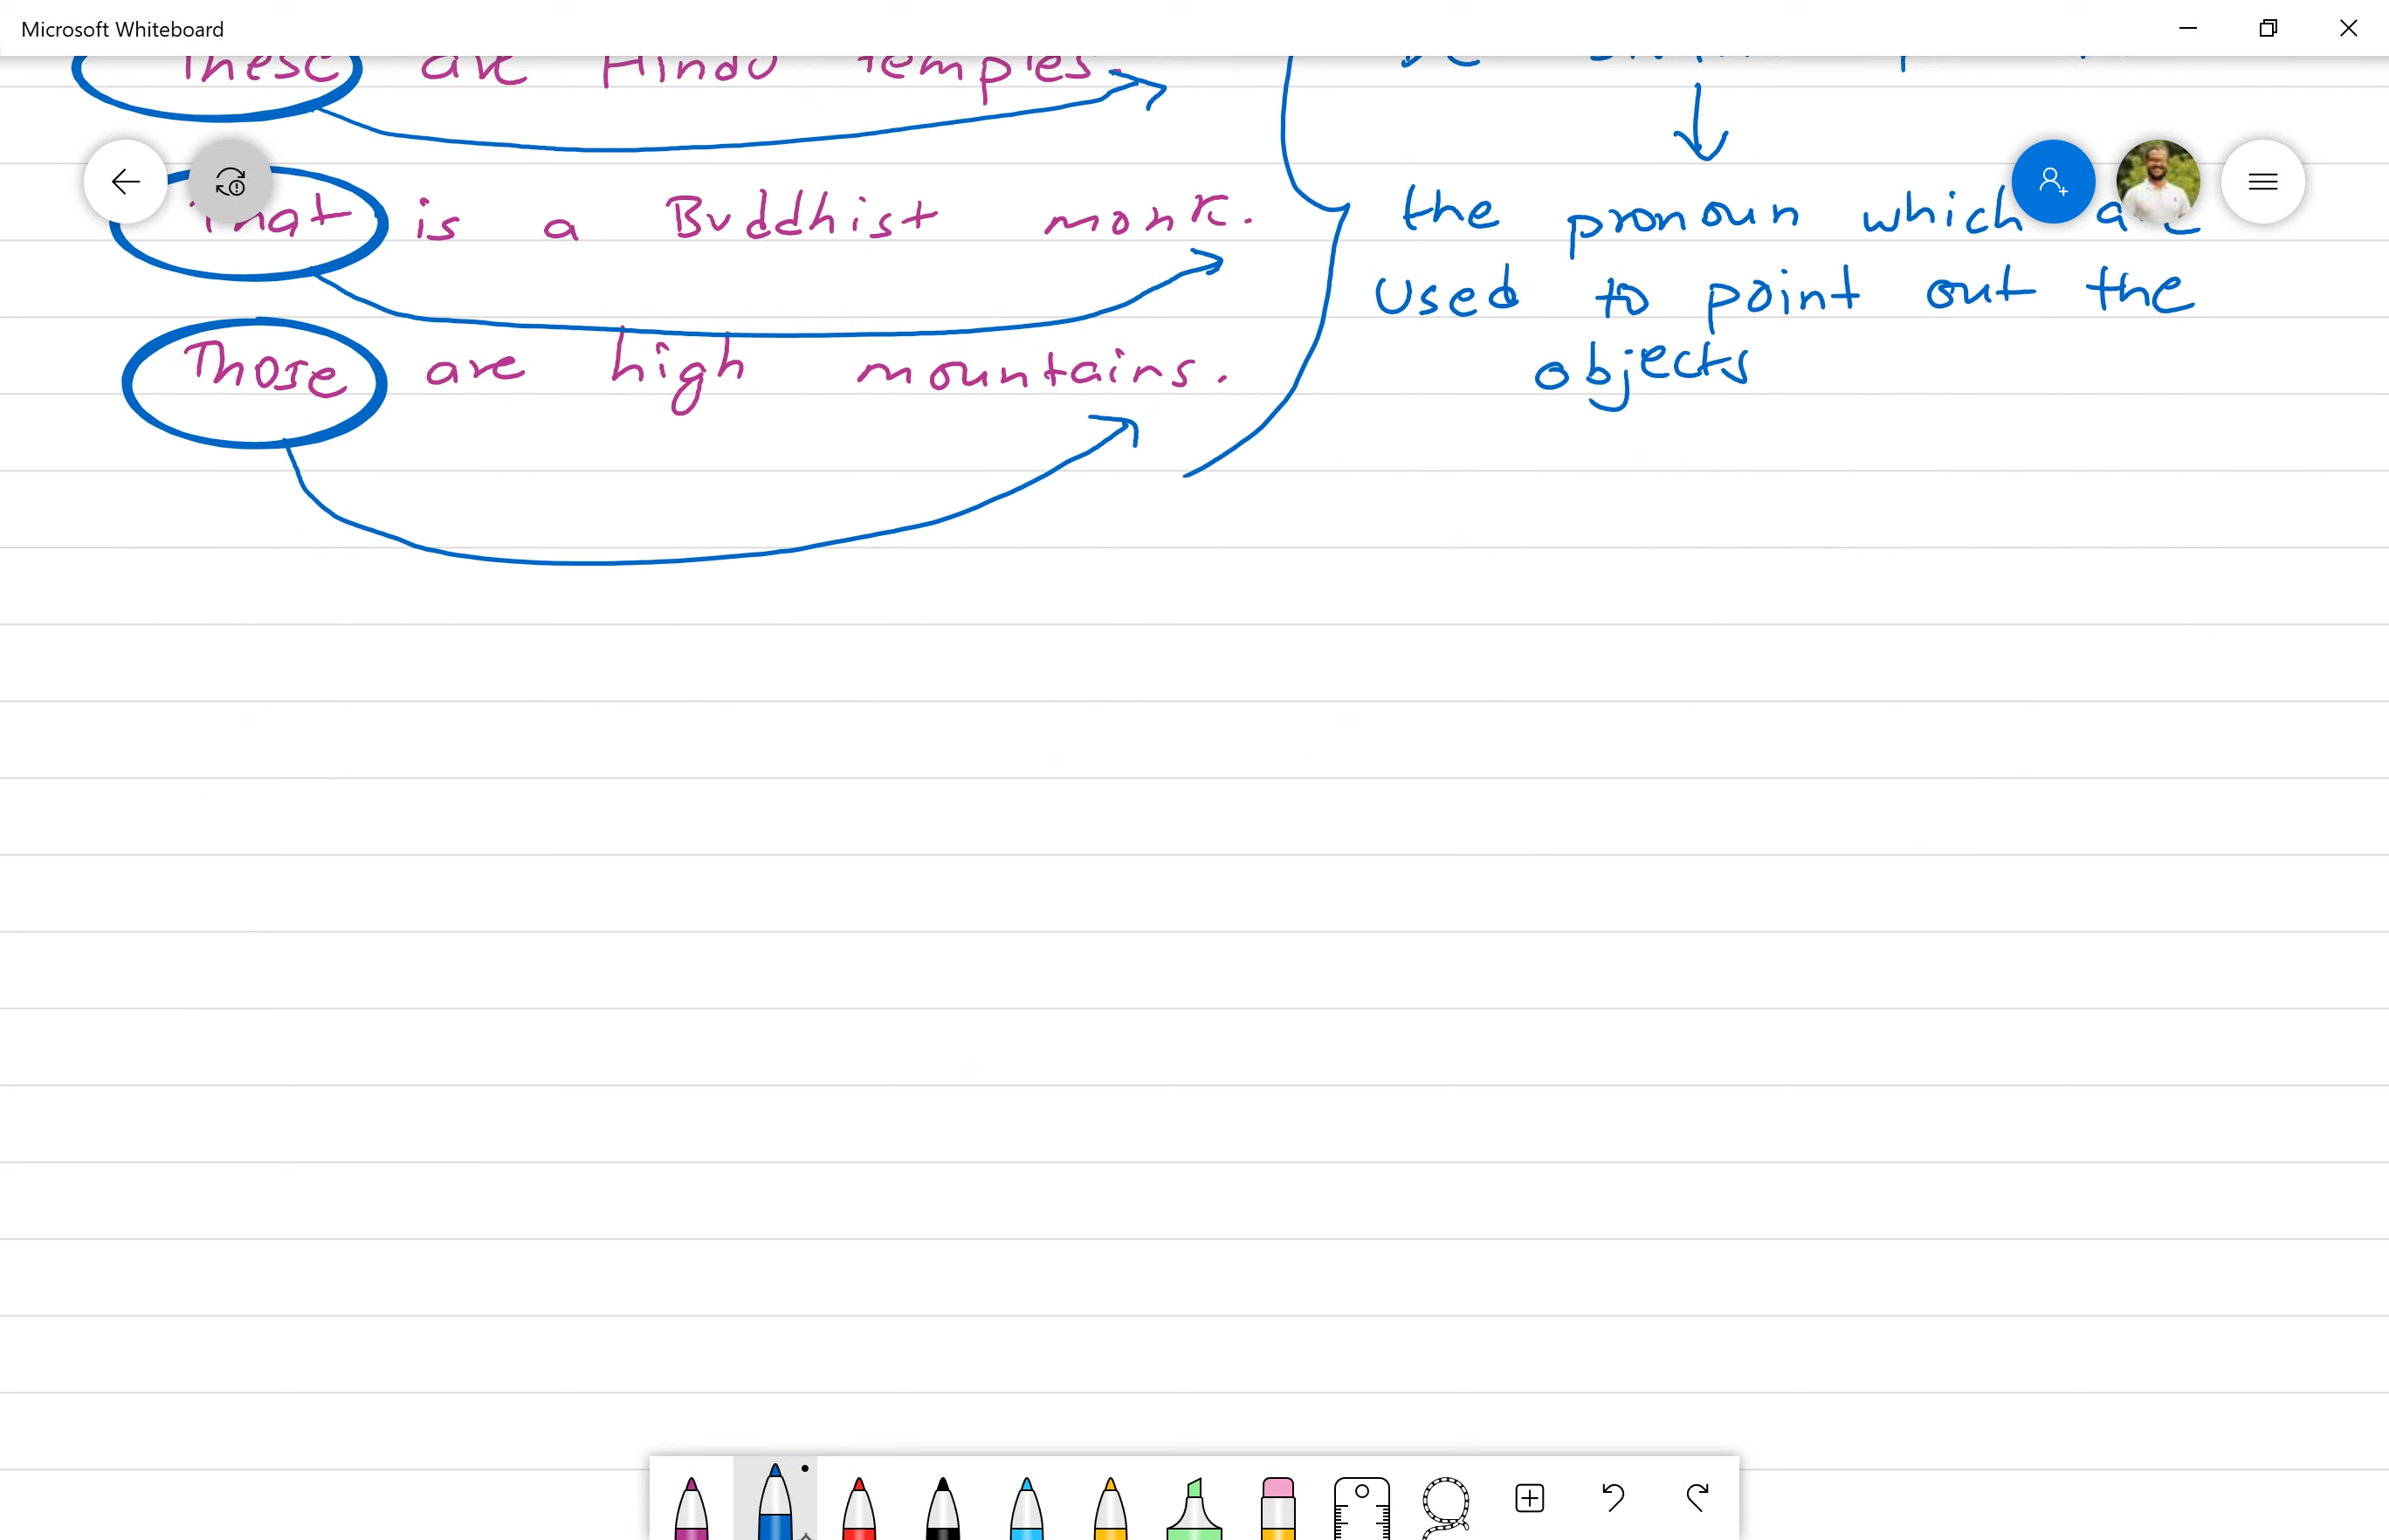 Microsoft Whiteboard
These are Hindu temples.
That is a Buddhist monk.
Those are high mountains.
the pronoun which are
used to point out the
objects